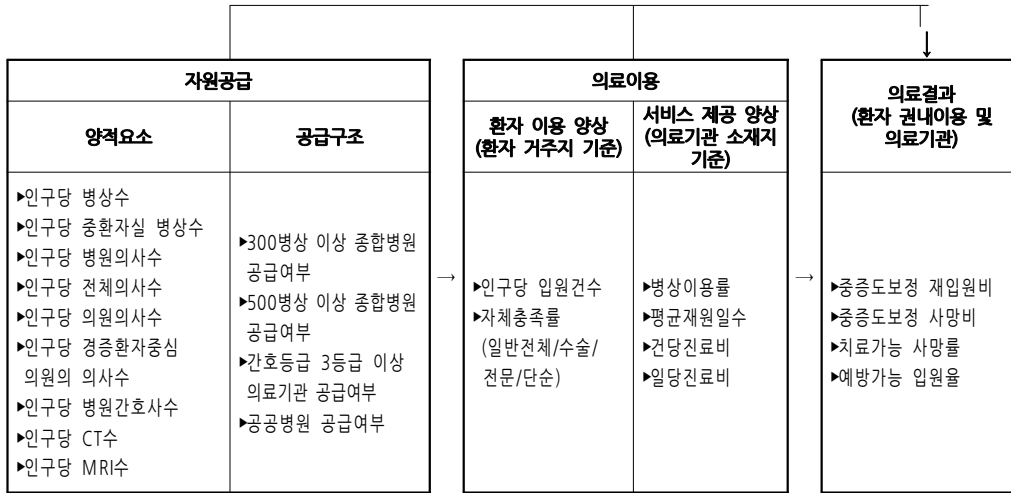 자원공급
양적요소
공급구조
▶인구당 병상수
▶인구당 중환자실 병상수
▶인구당 병원의사수
▶인구당 전체의사수
▶인구당 의원의사수
▶인구당 경증환자중심
의원의 의사수
▶인구당 병원간호사수
▶인구당 CT수
▶인구당 MRI수
▶300병상 이상 종합병원
공급여부
▶500병상 이상 종합병원
공급여부
▶간호등급 3등급 이상
의료기관 공급여부
▶공공병원 공급여부
→
의료이용
환자 이용 양상
(환자 거주지 기준)
서비스 제공 양상
(의료기관 소재지
기준)
▶인구당 입원건수
▶자체충족률
(일반전체/수술/
전문/단순)
▶병상이용률
▶평균재원일수
▶건당진료비
▶일당진료비
→
의료결과
(환자 권내이용 및
의료기관)
▶중증도보정 재입원비
▶중증도보정 사망비
▶치료가능 사망률
▶예방가능 입원율